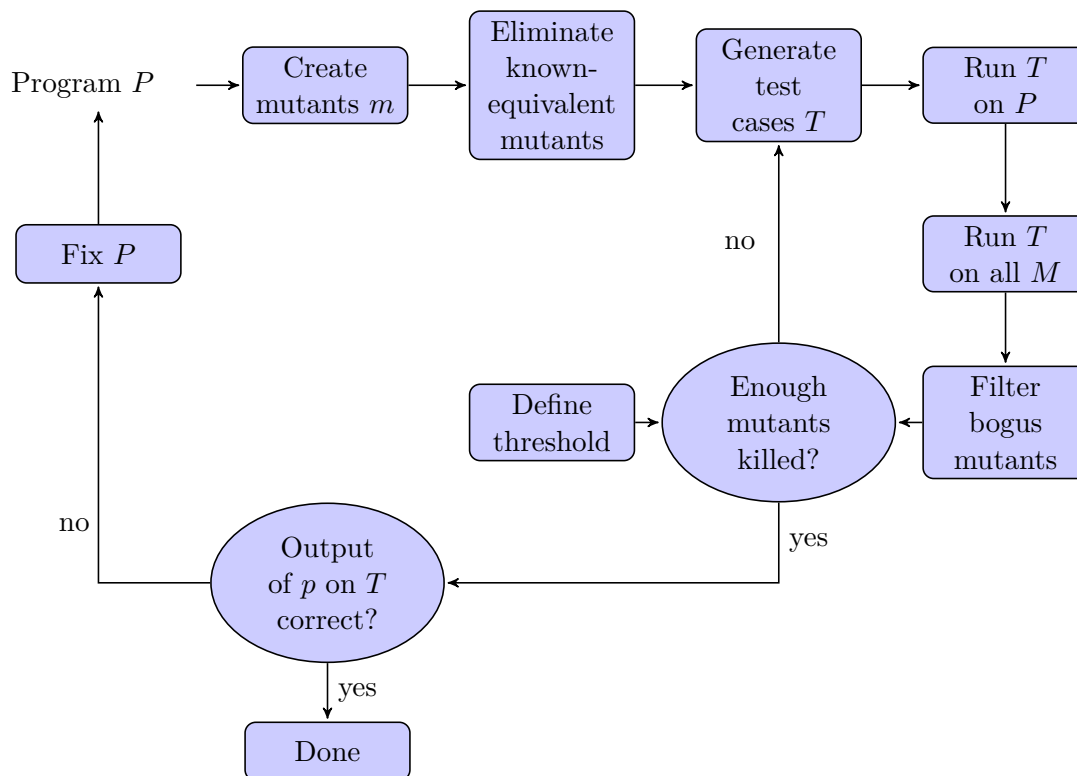 Program P
Create
mutants m
Eliminate
known-
equivalent
mutants
Generate
test
cases T
Run T
on P
Run T
on all M
Filter
bogus
mutants
Enough
mutants
killed?
Define
threshold
no
yes
Output
of p on T
correct?
no
Fix P
yes
Done